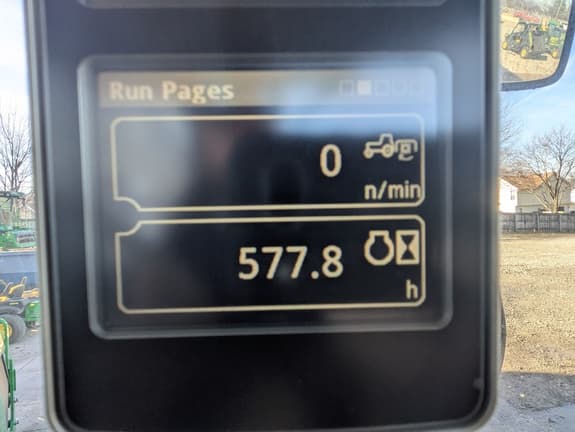 Run Pages
0
n/min
577.8
h